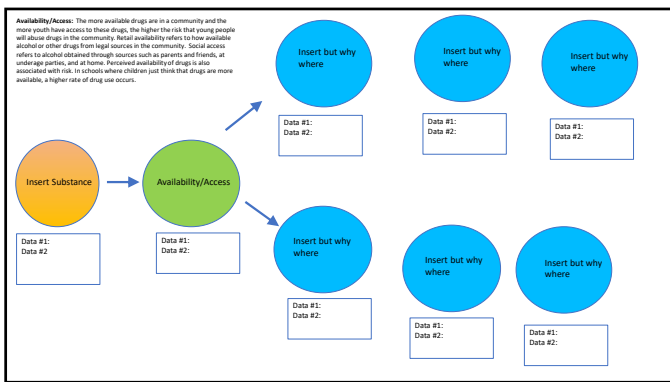 Availability/Access: The more available drugs are in a community and the
more youth have access to these drugs, the higher the risk that young people
will abuse drugs in the community. Retail availability refers to how available
alcohol or other drugs from legal sources in the community.  Social access
refers to alcohol obtained through sources such as parents and friends, at
underage parties, and at home. Perceived availability of drugs is also
associated with risk. In schools where children just think that drugs are more
available, a higher rate of drug use occurs.
Insert but why
where
Data #1:
Data #2:
Insert but why
where
Data #1:
Data #2:
Insert but why
where
Data #1:
Data #2:
Insert Substance
Data #1:
Data #2
Availability/Access
Data #1:
Data #2:
Insert but why
where
Data #1:
Data #2:
Insert but why
where
Data #1:
Data #2:
Insert but why
where
Data #1:
Data #2: